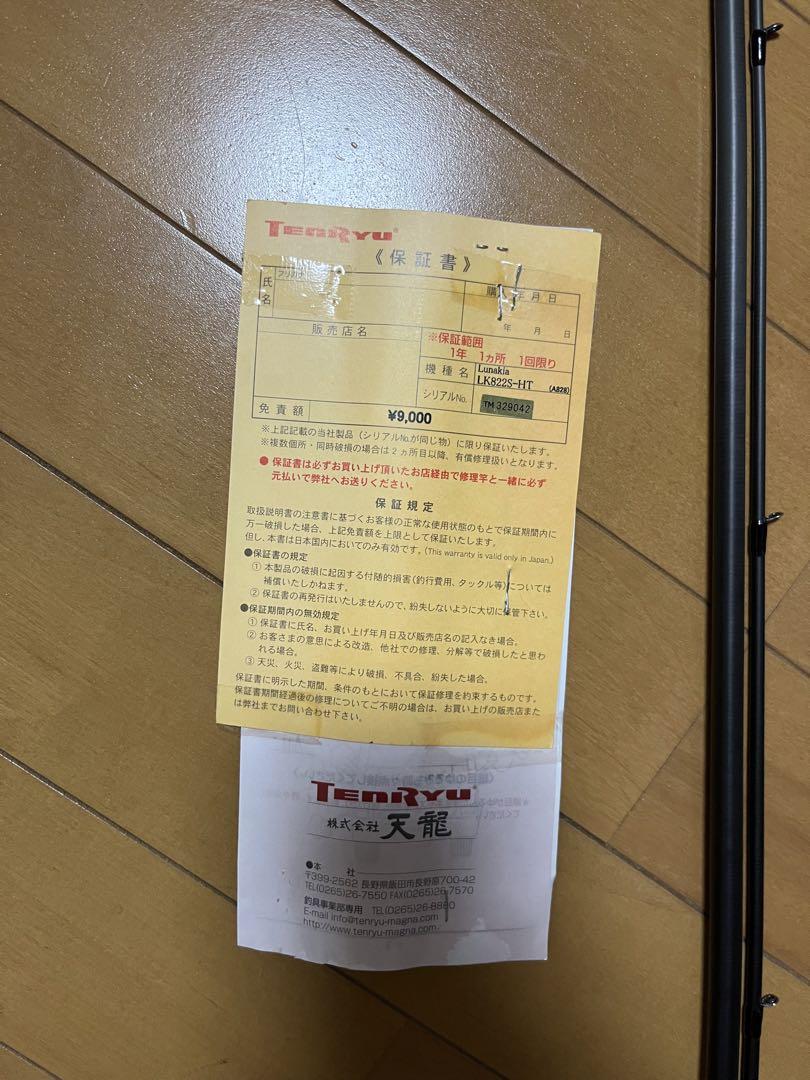 TENRYU®
《保証書》
フリガナ
氏名
購入年月日
年 月 日
販売店名
※保証範囲
1年 1ヵ所 1回限り
機種名
Lunakia
LK822S-HT (A828)
シリアルNo.
TM 329042
免責額
¥9,000
※上記記載の当社製品（シリアルNo.が同じ物）に限り保証いたします。
※複数個所・同時破損の場合は2ヵ所目以降、有償修理扱いとなります。
●保証書は必ずお買い上げ頂いたお店経由で修理竿と一緒に必ず
元払いで弊社へお送りください。
保証規定
取扱説明書の注意書に基づくお客様の正常な使用状態のもとで保証期間内に
万一破損した場合、上記免責額を上限として保証いたします。
但し、本書は日本国内においてのみ有効です。(This warranty is valid only in Japan.)
●保証書の規定
① 本製品の破損に起因する付随的損害(釣行費用、タックル等)については
補償いたしかねます。
② 保証書の再発行はいたしませんので、紛失しないように大切に保管下さい。
●保証期間内の無効規定
① 保証書に氏名、お買い上げ年月日及び販売店名の記入なき場合。
② お客さまの意思による改造、他社での修理、分解等で破損したと思わ
れる場合。
③ 天災、火災、盗難等により破損、不具合、紛失した場合。
保証書に明示した期間、条件のもとにおいて保証修理を約束するものです。
保証書期間経過後の修理についてご不明の場合は、お買い上げの販売店また
は弊社までお問い合わせ下さい。
TENRYU®
株式会社 天龍
●本 社
〒399-2562 長野県飯田市長野原700-42
TEL(0265)26-7550 FAX(0265)26-7570
釣具事業部専用 TEL(0265)26-8880
E-mail info@tenryu-magna.com
http://www.tenryu-magna.com